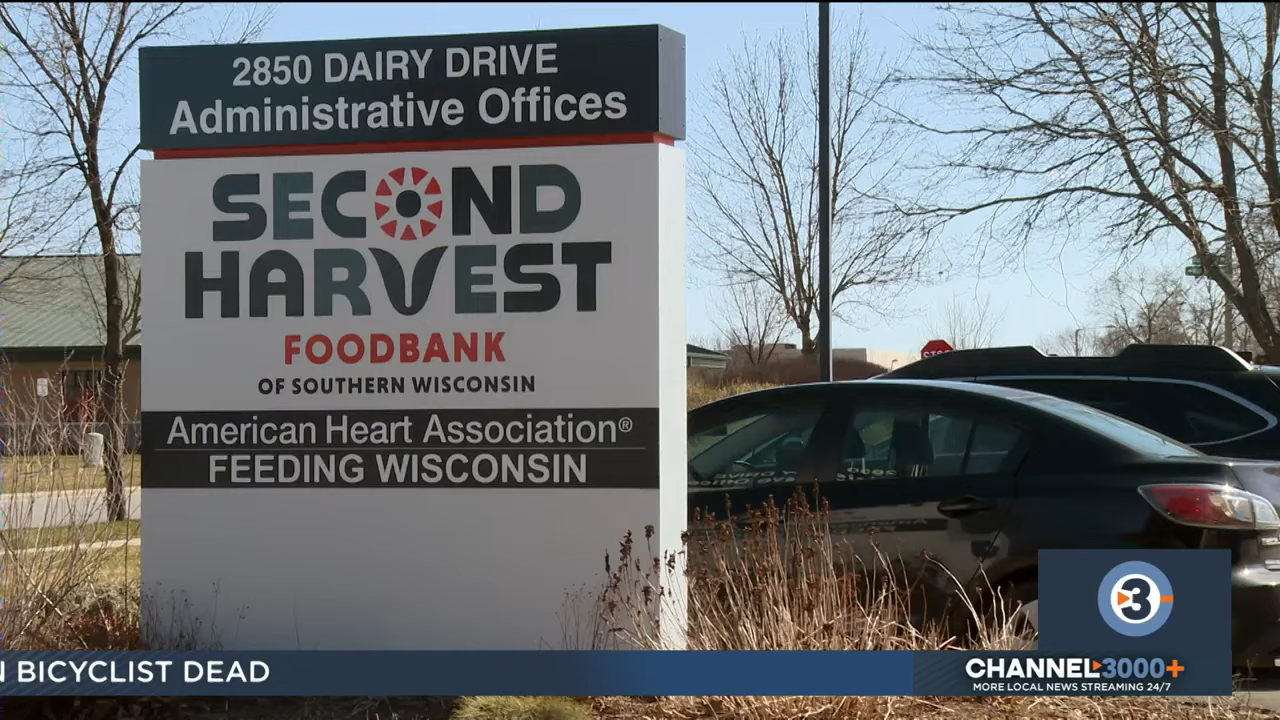 2850 DAIRY DRIVE
Administrative Offices
SECOND
HARVEST
FOODBANK
OF SOUTHERN WISCONSIN
American Heart Association®
FEEDING WISCONSIN
3
N BICYCLIST DEAD
CHANNEL3000+
MORE LOCAL NEWS STREAMING 24/7